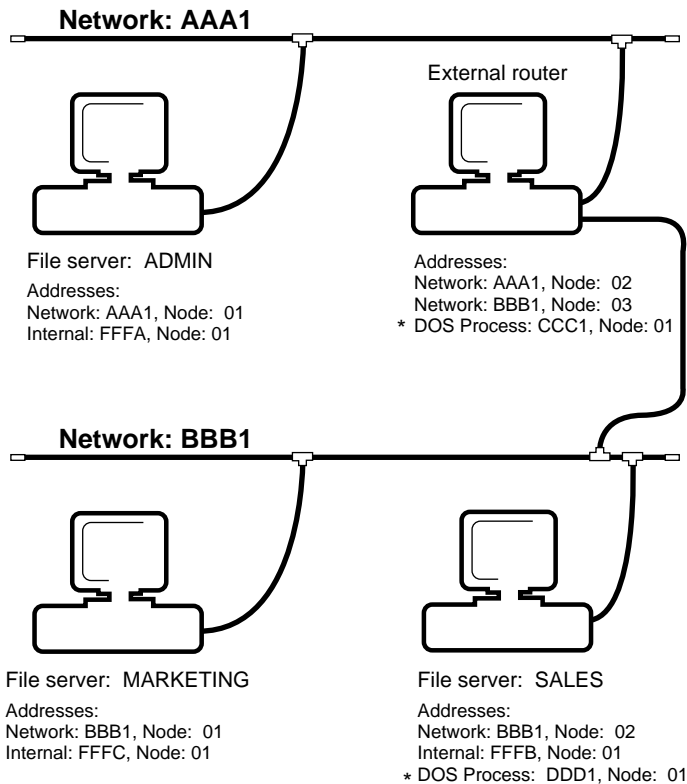 Network: AAA1
External router
File server: ADMIN
Addresses:
Network: AAA1, Node: 01
Internal: FFFA, Node: 01
Addresses:
Network: AAA1, Node: 02
Network: BBB1, Node: 03
* DOS Process: CCC1, Node: 01
Network: BBB1
File server: MARKETING
Addresses:
Network: BBB1, Node: 01
Internal: FFFC, Node: 01
File server: SALES
Addresses:
Network: BBB1, Node: 02
Internal: FFFB, Node: 01
* DOS Process: DDD1, Node: 01